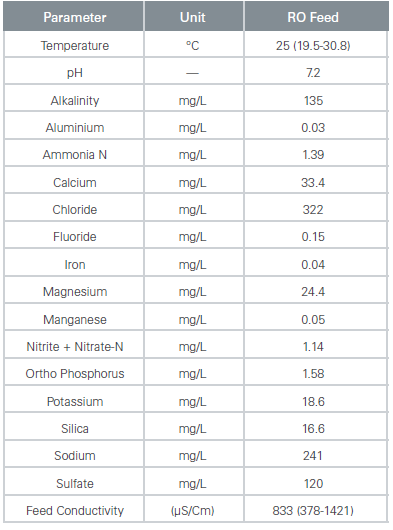 Parameter Unit RO Feed
Temperature °C 25 (19.5-30.8)
pH — 7.2
Alkalinity mg/L 135
Aluminium mg/L 0.03
Ammonia N mg/L 1.39
Calcium mg/L 33.4
Chloride mg/L 322
Fluoride mg/L 0.15
Iron mg/L 0.04
Magnesium mg/L 24.4
Manganese mg/L 0.05
Nitrite + Nitrate-N mg/L 1.14
Ortho Phosphorus mg/L 1.58
Potassium mg/L 18.6
Silica mg/L 16.6
Sodium mg/L 241
Sulfate mg/L 120
Feed Conductivity (µS/Cm) 833 (378-1421)